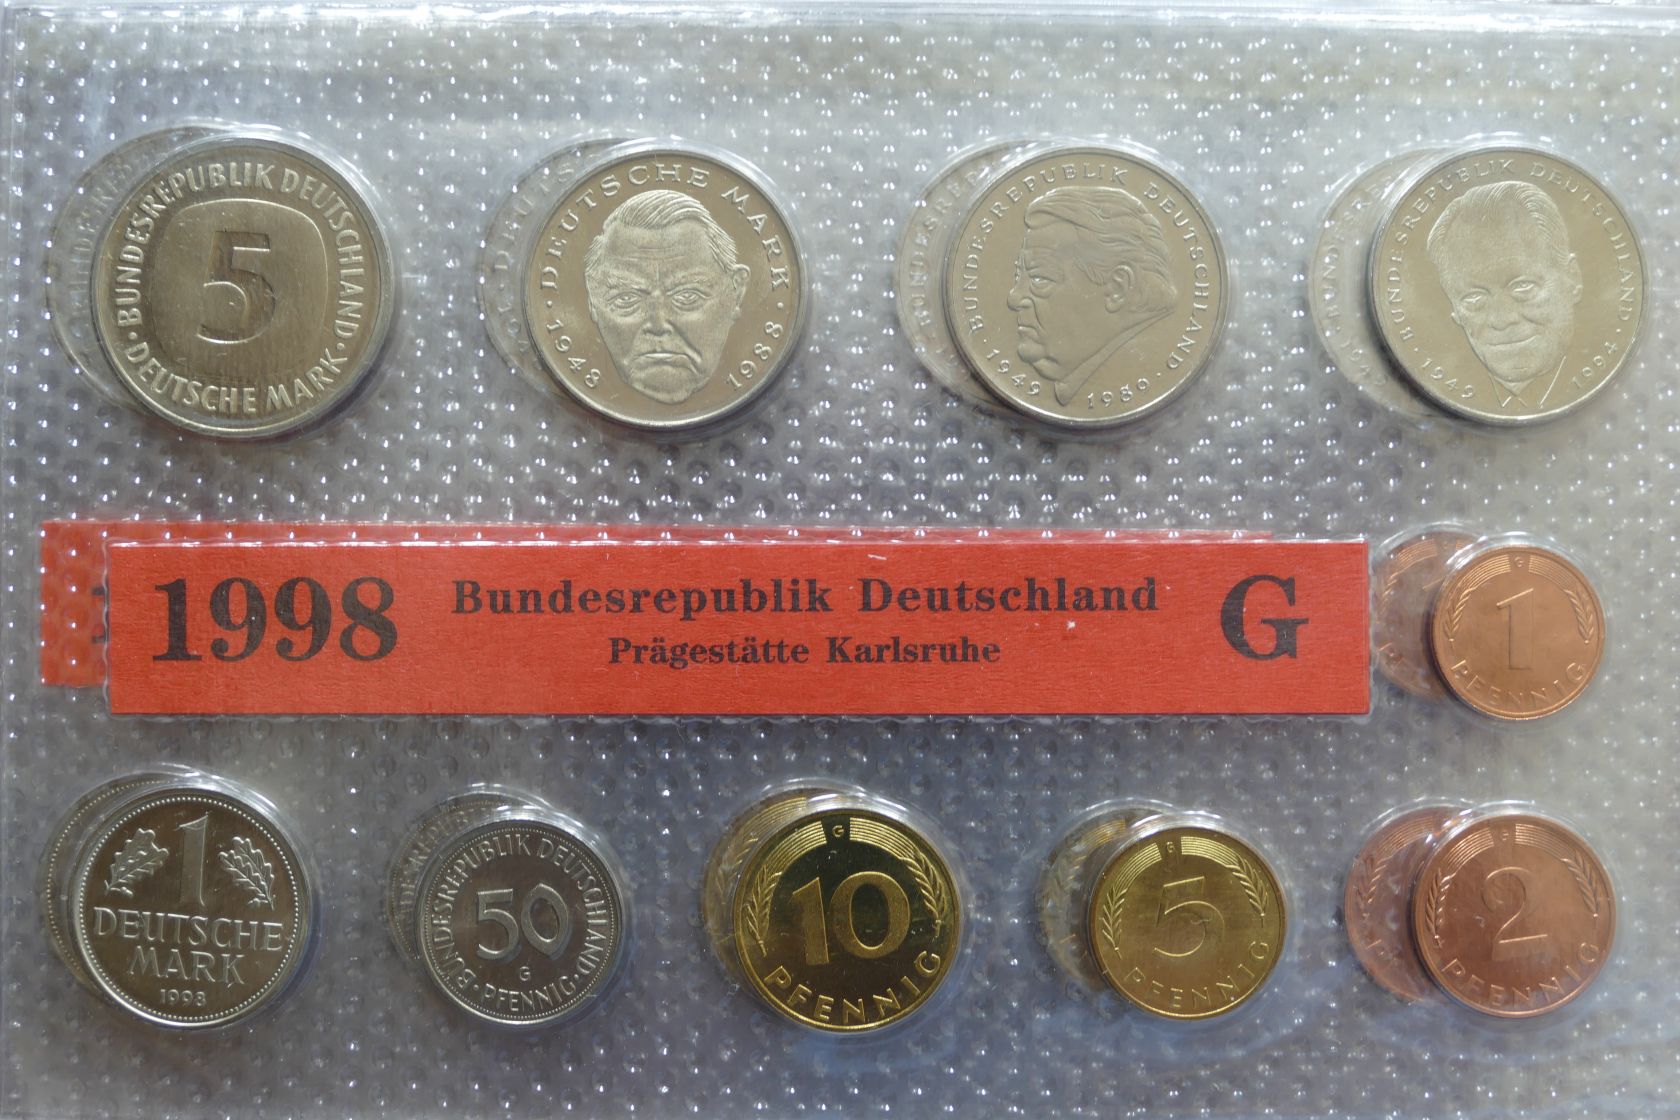 BUNDESREPUBLIK DEUTSCHLAND
5
· DEUTSCHE MARK ·
· DEUTSCHE MARK ·
1948 1988
BUNDESREPUBLIK DEUTSCHLAND
· 1949 1989 ·
BUNDESREPUBLIK DEUTSCHLAND
· 1949 1994 ·
1998 Bundesrepublik Deutschland G
Prägestätte Karlsruhe
G
1
PFENNIG
1
DEUTSCHE
MARK
1998
BUNDESREPUBLIK DEUTSCHLAND
50
G
· PFENNIG ·
G
10
PFENNIG
G
5
PFENNIG
G
2
PFENNIG